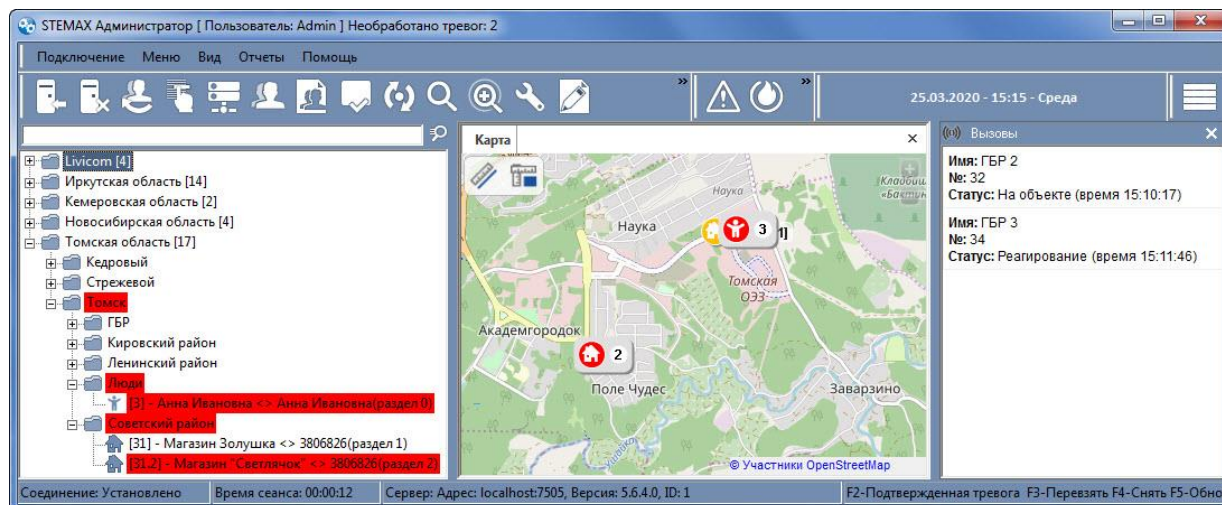 STEMAX Администратор [ Пользователь: Admin ] Необработано тревог: 2
Подключение Меню Вид Отчеты Помощь
25.03.2020 - 15:15 - Среда
Livicom [4]
Иркутская область [14]
Кемеровская область [2]
Новосибирская область [4]
Томская область [17]
Кедровый
Стрежевой
Томск
ГБР
Кировский район
Ленинский район
Люди
[3] - Анна Ивановна <> Анна Ивановна(раздел 0)
Советский район
[31] - Магазин Золушка <> 3806826(раздел 1)
[31.2] - Магазин "Светлячок" <> 3806826(раздел 2)
Карта
Наука
Наука
3
1]
Томская
ОЭЗ
Академгородок
2
Поле Чудес
Заварзино
Ушайка
© Участники OpenStreetMap
Вызовы
Имя: ГБР 2
№: 32
Статус: На объекте (время 15:10:17)
Имя: ГБР 3
№: 34
Статус: Реагирование (время 15:11:46)
Соединение: Установлено Время сеанса: 00:00:12 Сервер: Адрес: localhost:7505, Версия: 5.6.4.0, ID: 1 F2-Подтвержденная тревога F3-Перевзять F4-Снять F5-Обно